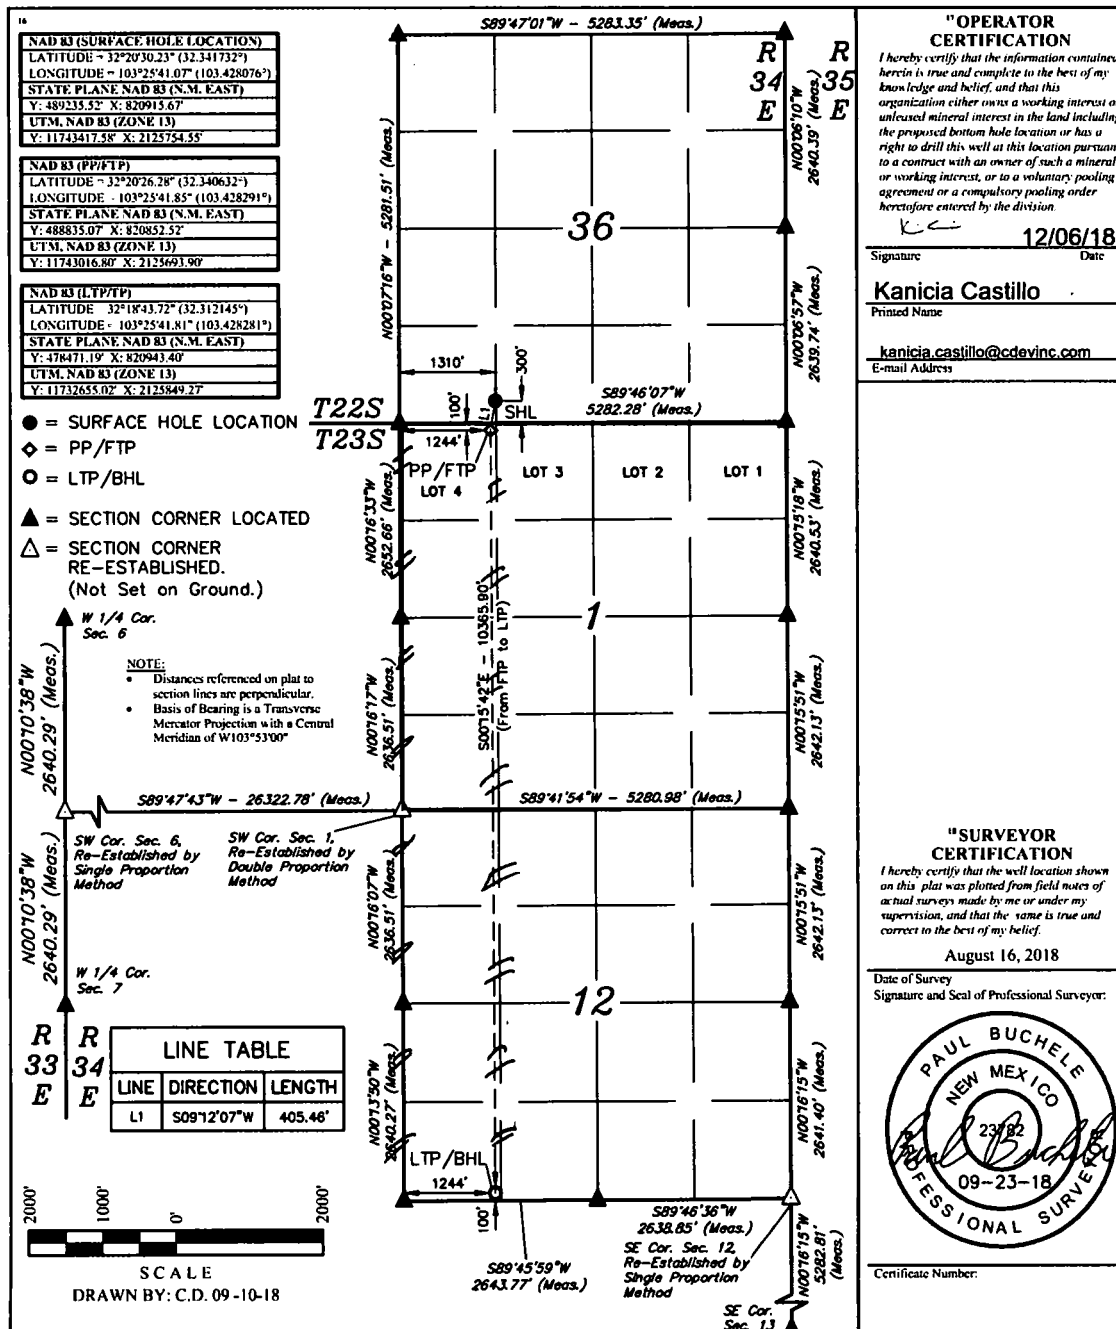 16
NAD 83 (SURFACE HOLE LOCATION)
LATITUDE = 32°20'30.23" (32.341732°)
LONGITUDE = 103°25'41.07" (103.428076°)
STATE PLANE NAD 83 (N.M. EAST)
Y: 489235.52' X: 820915.67'
UTM, NAD 83 (ZONE 13)
Y: 11743417.58' X: 2125754.55'
NAD 83 (PP/FTP)
LATITUDE = 32°20'26.28" (32.340632°)
LONGITUDE - 103°25'41.85" (103.428291°)
STATE PLANE NAD 83 (N.M. EAST)
Y: 488835.07' X: 820852.52'
UTM, NAD 83 (ZONE 13)
Y: 11743016.80' X: 2125693.90'
NAD 83 (LTP/TP)
LATITUDE 32°18'43.72" (32.312145°)
LONGITUDE = 103°25'41.81" (103.428281°)
STATE PLANE NAD 83 (N.M. EAST)
Y: 478471.19' X: 820943.40'
UTM, NAD 83 (ZONE 13)
Y: 11732655.02' X: 2125849.27'
● = SURFACE HOLE LOCATION
◇ = PP/FTP
O = LTP/BHL
▲ = SECTION CORNER LOCATED
△ = SECTION CORNER
RE-ESTABLISHED.
(Not Set on Ground.)
W 1/4 Cor.
Sec. 6
NOTE:
• Distances referenced on plat to
section lines are perpendicular.
• Basis of Bearing is a Transverse
Mercator Projection with a Central
Meridian of W103°53'00"
N00°10'38"W
2640.29' (Meas.)
S89°47'43"W - 26322.78' (Meas.)
SW Cor. Sec. 6,
Re-Established by
Single Proportion
Method
SW Cor. Sec. 1,
Re-Established by
Double Proportion
Method
N00°10'38"W
2640.29' (Meas.)
W 1/4 Cor.
Sec. 7
R R
33 34
E E
LINE TABLE
LINE DIRECTION LENGTH
L1 S09°12'07"W 405.46'
2000' 1000' 0' 2000'
SCALE
DRAWN BY: C.D. 09-10-18
S89°47'01"W - 5283.35' (Meas.)
R R
34 35
E E
N00°07'16"W - 5281.51' (Meas.)
N00°06'10"W
2640.39' (Meas.)
36
N00°06'57"W
2639.74' (Meas.)
1310'
300'
100'
L1
SHL
S89°46'07"W
5282.28' (Meas.)
T22S
T23S
1244'
PP/FTP
LOT 4
LOT 3
LOT 2
LOT 1
N00°16'33"W
2652.66' (Meas.)
N00°15'18"W
2640.53' (Meas.)
S00°15'42"E - 10365.90'
(From FTP to LTP)
1
N00°16'17"W
2636.51' (Meas.)
N00°15'51"W
2642.13' (Meas.)
S89°41'54"W - 5280.98' (Meas.)
N00°16'07"W
2636.51' (Meas.)
N00°15'51"W
2642.13' (Meas.)
12
N00°13'50"W
2640.27' (Meas.)
N00°16'15"W
2641.40' (Meas.)
LTP/BHL
1244'
100'
S89°45'59"W
2643.77' (Meas.)
S89°46'36"W
2638.85' (Meas.)
SE Cor. Sec. 12,
Re-Established by
Single Proportion
Method
N00°16'15"W
5282.81'
(Meas.)
SE Cor.
Sec. 13
"OPERATOR
CERTIFICATION
I hereby certify that the information contained
herein is true and complete to the best of my
knowledge and belief, and that this
organization either owns a working interest o
unleased mineral interest in the land including
the proposed bottom hole location or has a
right to drill this well at this location pursuan
to a contract with an owner of such a mineral
or working interest, or to a voluntary pooling
agreement or a compulsory pooling order
heretofore entered by the division.
12/06/18
Signature Date
Kanicia Castillo
Printed Name
kanicia.castillo@cdevinc.com
E-mail Address
"SURVEYOR
CERTIFICATION
I hereby certify that the well location shown
on this plat was plotted from field notes of
actual surveys made by me or under my
supervision, and that the same is true and
correct to the best of my belief.
August 16, 2018
Date of Survey
Signature and Seal of Professional Surveyor:
PAUL BUCHELE
NEW MEXICO
23782
09-23-18
PROFESSIONAL SURVEYOR
Certificate Number: